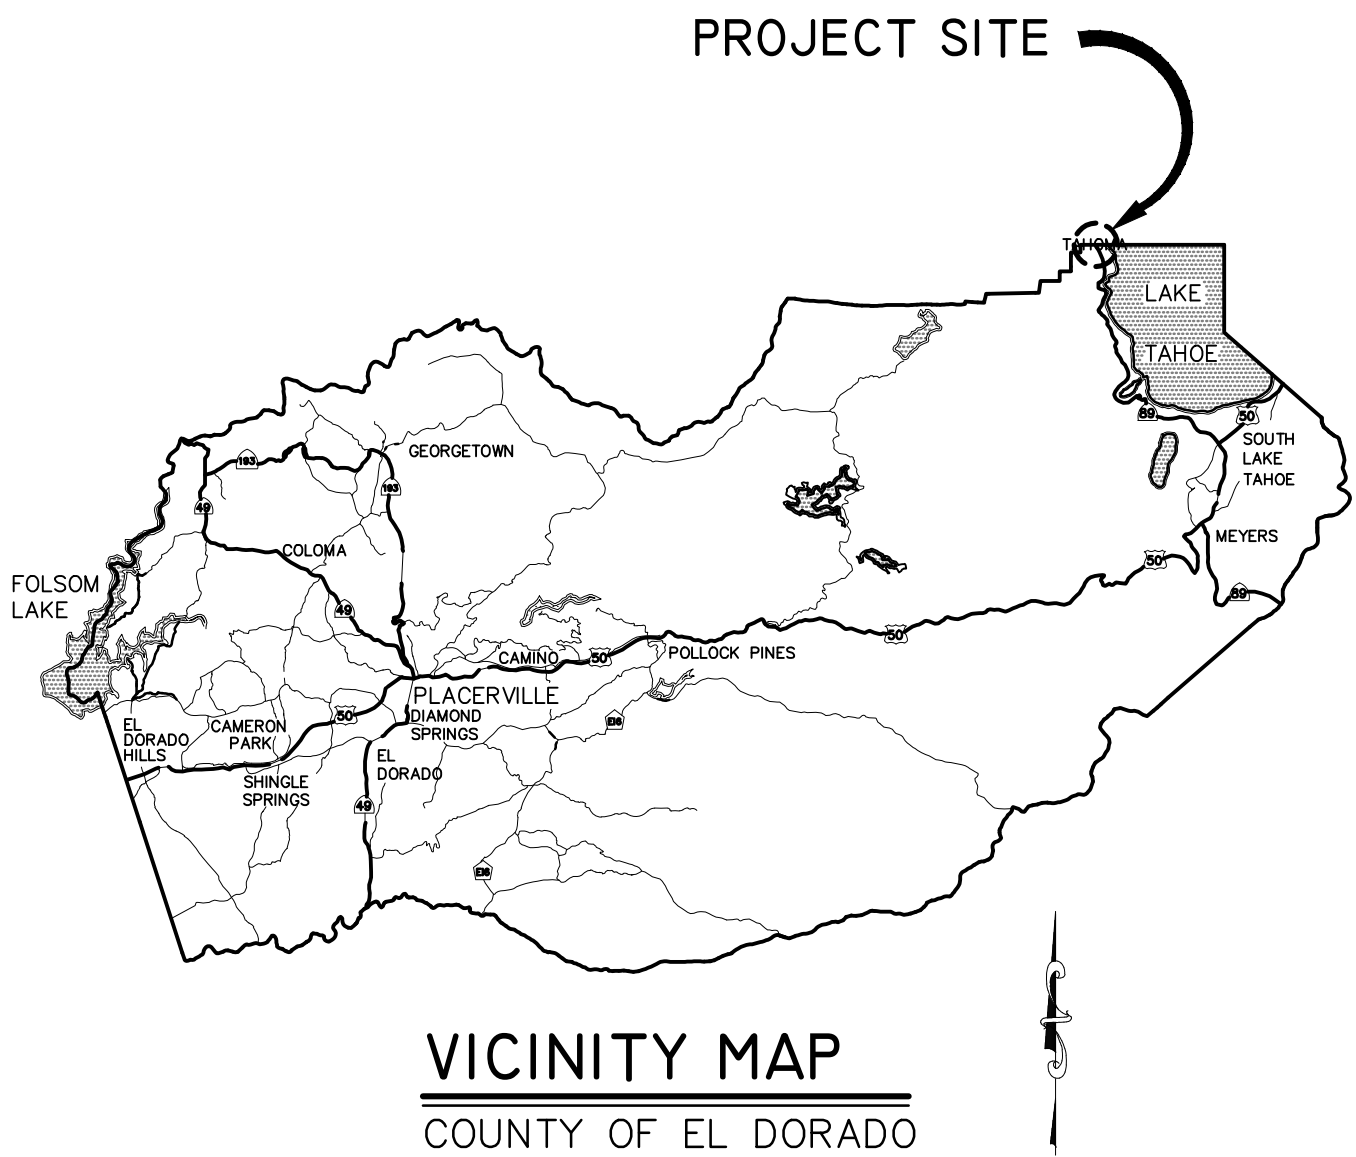 PROJECT SITE
TAHOMA
LAKE
TAHOE
89
50
SOUTH
LAKE
TAHOE
GEORGETOWN
193
193
49
MEYERS
COLOMA
50
FOLSOM
LAKE
89
49
50
CAMINO
50
POLLOCK PINES
PLACERVILLE
50
DIAMOND
SPRINGS
E16
EL
DORADO
HILLS
CAMERON
PARK
EL
DORADO
SHINGLE
SPRINGS
49
E16
VICINITY MAP
COUNTY OF EL DORADO